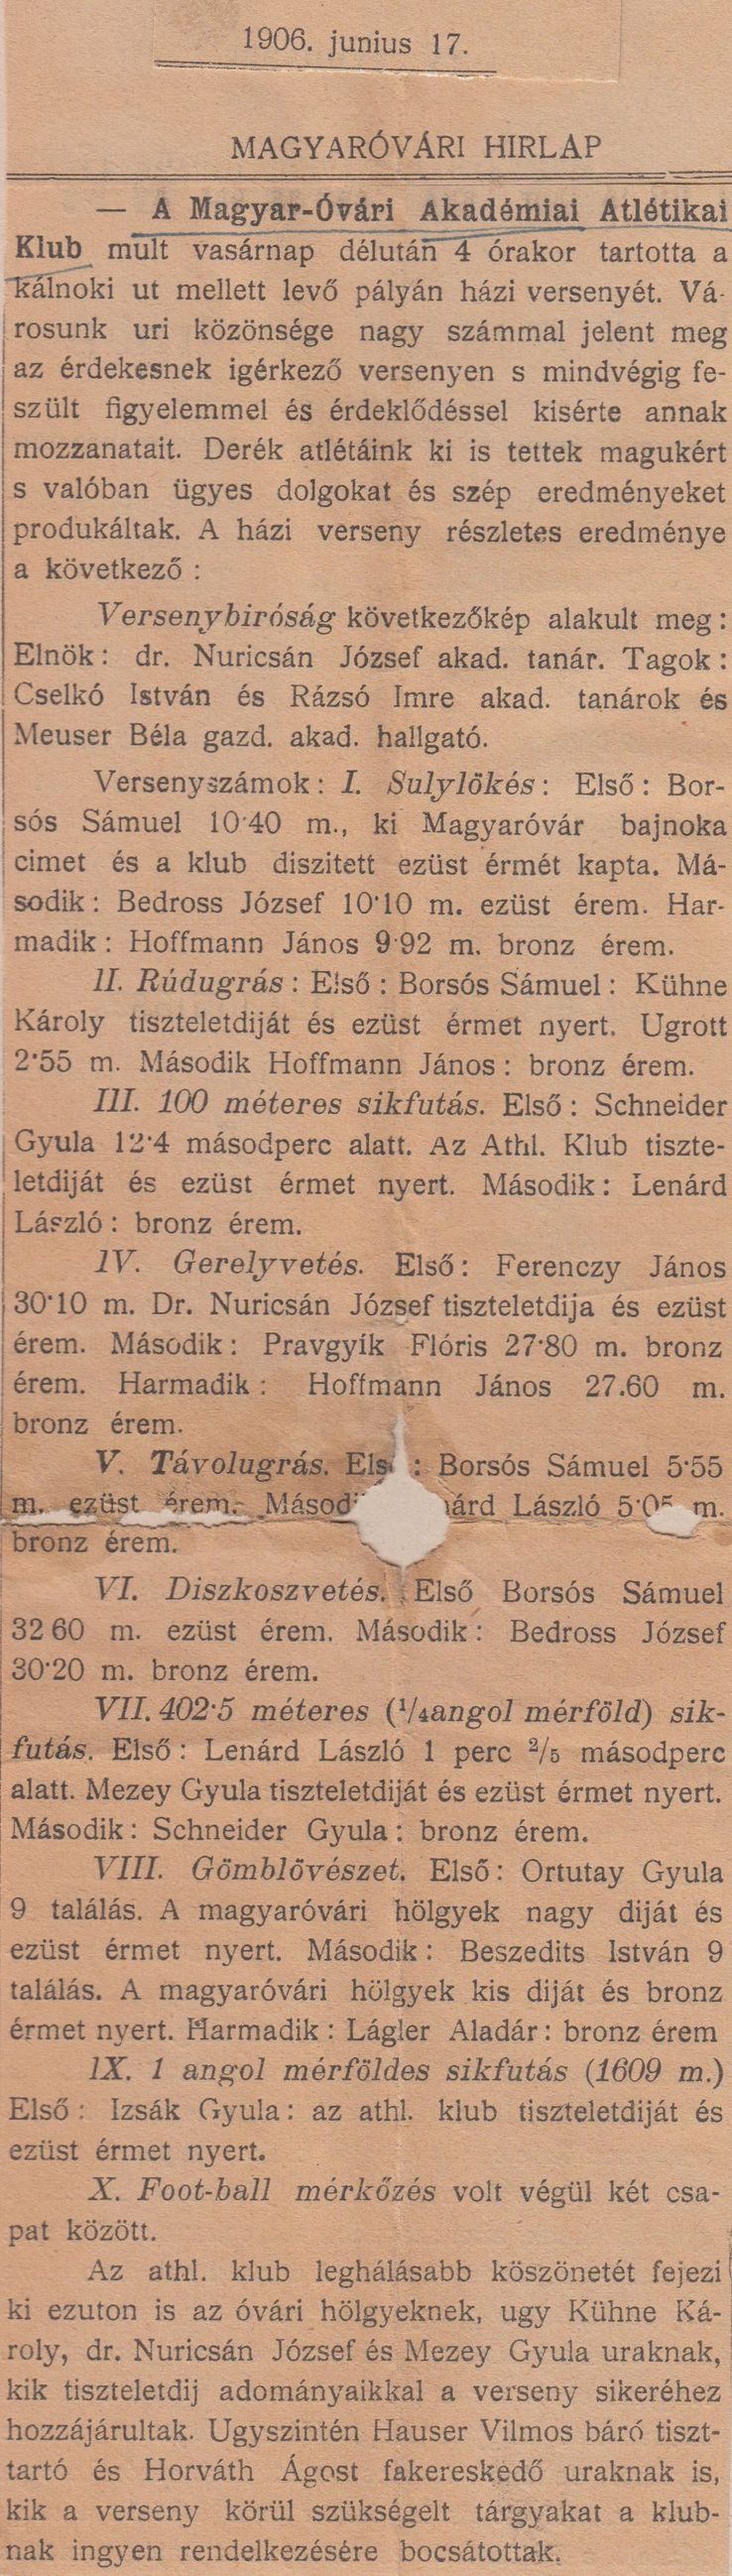 1906. junius 17.
MAGYARÓVÁRI HIRLAP
— A Magyar-Óvári Akadémiai Atlétikai
Klub mult vasárnap délután 4 órakor tartotta a
kálnoki ut mellett levő pályán házi versenyét. Vá-
rosunk uri közönsége nagy számmal jelent meg
az érdekesnek igérkező versenyen s mindvégig fe-
szült figyelemmel és érdeklődéssel kisérte annak
mozzanatait. Derék atlétáink ki is tettek magukért
s valóban ügyes dolgokat és szép eredményeket
produkáltak. A házi verseny részletes eredménye
a következő :
Versenybiróság következőkép alakult meg :
Elnök : dr. Nuricsán József akad. tanár. Tagok :
Cselkó István és Rázsó Imre akad. tanárok és
Meuser Béla gazd. akad. hallgató.
Versenyszámok : I. Sulylökés : Első : Bor-
sós Sámuel 10·40 m., ki Magyaróvár bajnoka
cimet és a klub diszitett ezüst érmét kapta. Má-
sodik : Bedross József 10·10 m. ezüst érem. Har-
madik : Hoffmann János 9·92 m. bronz érem.
II. Rúdugrás : Első : Borsós Sámuel : Kühne
Károly tiszteletdiját és ezüst érmet nyert. Ugrott
2·55 m. Második Hoffmann János : bronz érem.
III. 100 méteres sikfutás. Első : Schneider
Gyula 12·4 másodperc alatt. Az Athl. Klub tiszte-
letdiját és ezüst érmet nyert. Második : Lenárd
László : bronz érem.
IV. Gerelyvetés. Első : Ferenczy János
30·10 m. Dr. Nuricsán József tiszteletdija és ezüst
érem. Második : Pravgyik Flóris 27·80 m. bronz
érem. Harmadik : Hoffmann János 27.60 m.
bronz érem.
V. Távolugrás. Els : Borsós Sámuel 5·55
m. ezüst érem. Másod árd László 5·05 m.
bronz érem.
VI. Diszkoszvetés. Első Borsós Sámuel
32 60 m. ezüst érem. Második : Bedross József
30·20 m. bronz érem.
VII. 402·5 méteres (¹/₄angol mérföld) sik-
futás. Első : Lenárd László 1 perc ²/₅ másodperc
alatt. Mezey Gyula tiszteletdiját és ezüst érmet nyert.
Második : Schneider Gyula : bronz érem.
VIII. Gömblövészet. Első : Ortutay Gyula
9 találás. A magyaróvári hölgyek nagy diját és
ezüst érmet nyert. Második : Beszedits István 9
találás. A magyaróvári hölgyek kis diját és bronz
érmet nyert. Harmadik : Lágler Aladár : bronz érem
IX. 1 angol mérföldes sikfutás (1609 m.)
Első : Izsák Gyula : az athl. klub tiszteletdiját és
ezüst érmet nyert.
X. Foot-ball mérkőzés volt végül két csa-
pat között.
Az athl. klub leghálásabb köszönetét fejezi
ki ezuton is az óvári hölgyeknek, ugy Kühne Ká-
roly, dr. Nuricsán József és Mezey Gyula uraknak,
kik tiszteletdij adományaikkal a verseny sikeréhez
hozzájárultak. Ugyszintén Hauser Vilmos báró tiszt-
tartó és Horváth Ágost fakereskedő uraknak is,
kik a verseny körül szükségelt tárgyakat a klub-
nak ingyen rendelkezésére bocsátottak.